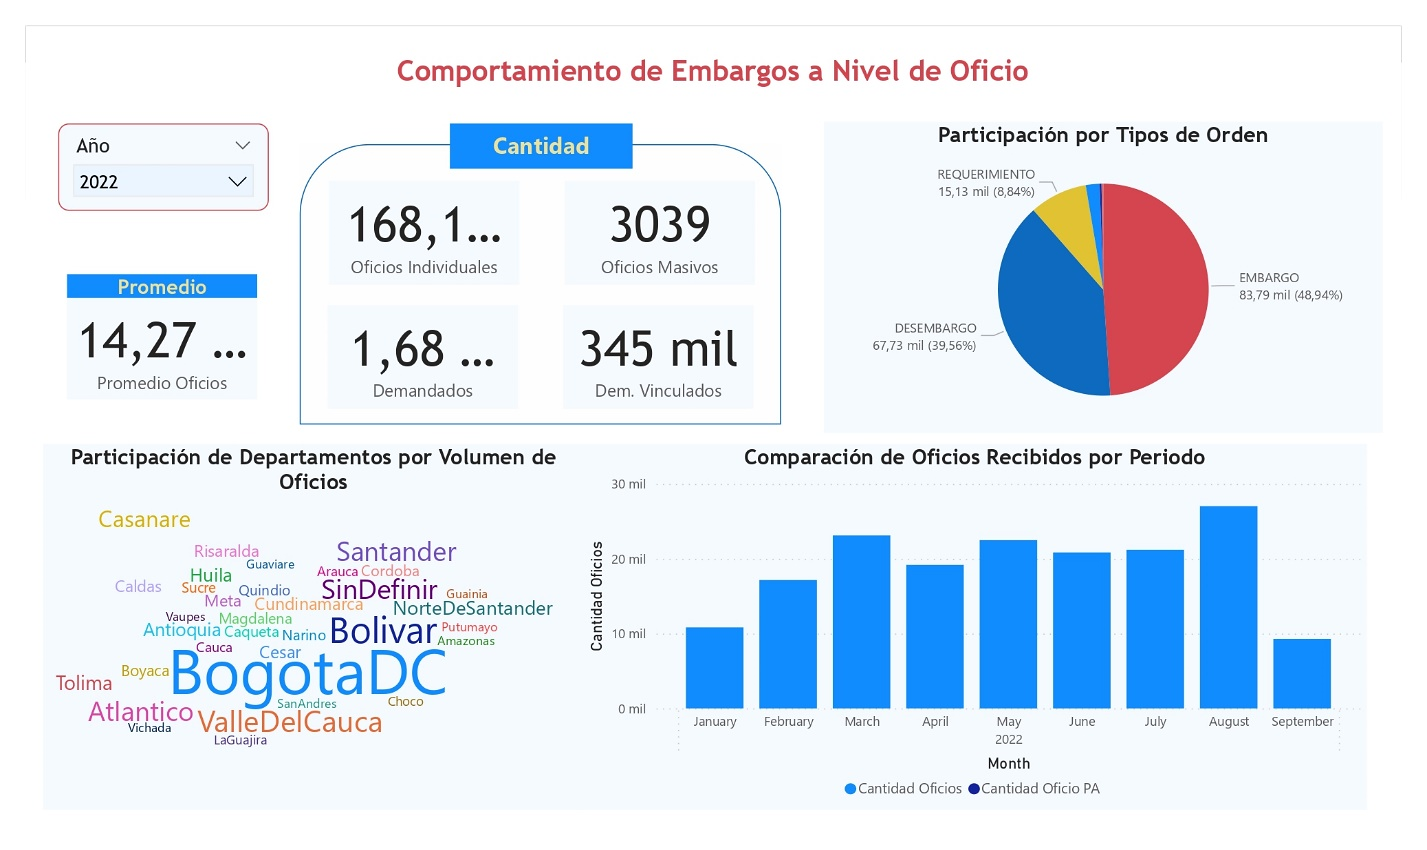 Comportamiento de Embargos a Nivel de Oficio
Año
2022
Promedio
14,27 ...
Promedio Oficios
Cantidad
168,1...
Oficios Individuales
3039
Oficios Masivos
1,68 ...
Demandados
345 mil
Dem. Vinculados
Participación por Tipos de Orden
REQUERIMIENTO
15,13 mil (8,84%)
EMBARGO
83,79 mil (48,94%)
DESEMBARGO
67,73 mil (39,56%)
Participación de Departamentos por Volumen de
Oficios
Casanare
Risaralda
Santander
Guaviare
Huila
Arauca
Cordoba
Caldas
Sucre
Quindio
SinDefinir
Guainia
Meta
Cundinamarca
NorteDeSantander
Vaupes
Magdalena
Antioquia
Caqueta
Narino
Bolivar
Putumayo
Amazonas
Cauca
Cesar
Boyaca
BogotaDC
Tolima
SanAndres
Choco
Atlantico
ValleDelCauca
Vichada
LaGuajira
Comparación de Oficios Recibidos por Periodo
Cantidad Oficios
30 mil
20 mil
10 mil
0 mil
January February March April May June July August September
2022
Month
Cantidad Oficios Cantidad Oficio PA